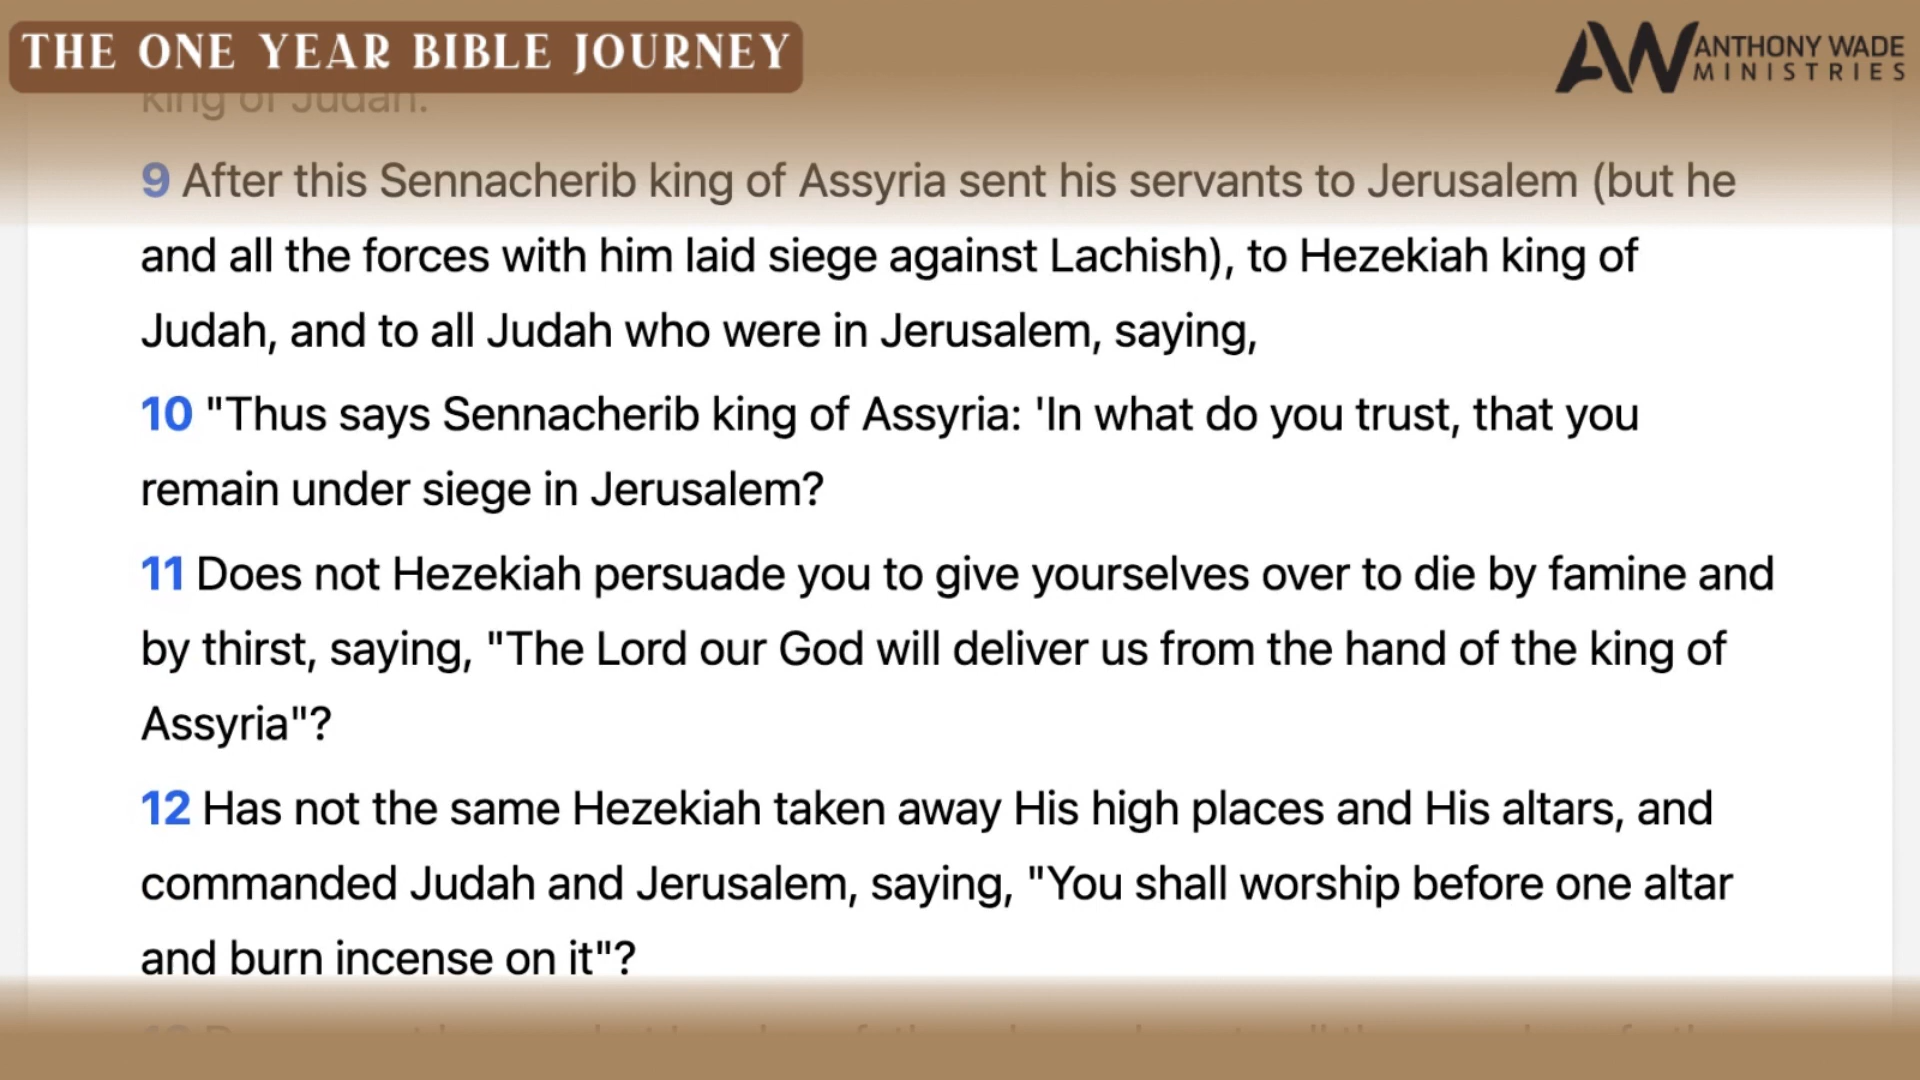 THE ONE YEAR BIBLE JOURNEY
AW ANTHONY WADE
MINISTRIES
king of Judah.
9 After this Sennacherib king of Assyria sent his servants to Jerusalem (but he
and all the forces with him laid siege against Lachish), to Hezekiah king of
Judah, and to all Judah who were in Jerusalem, saying,
10 "Thus says Sennacherib king of Assyria: 'In what do you trust, that you
remain under siege in Jerusalem?
11 Does not Hezekiah persuade you to give yourselves over to die by famine and
by thirst, saying, "The Lord our God will deliver us from the hand of the king of
Assyria"?
12 Has not the same Hezekiah taken away His high places and His altars, and
commanded Judah and Jerusalem, saying, "You shall worship before one altar
and burn incense on it"?